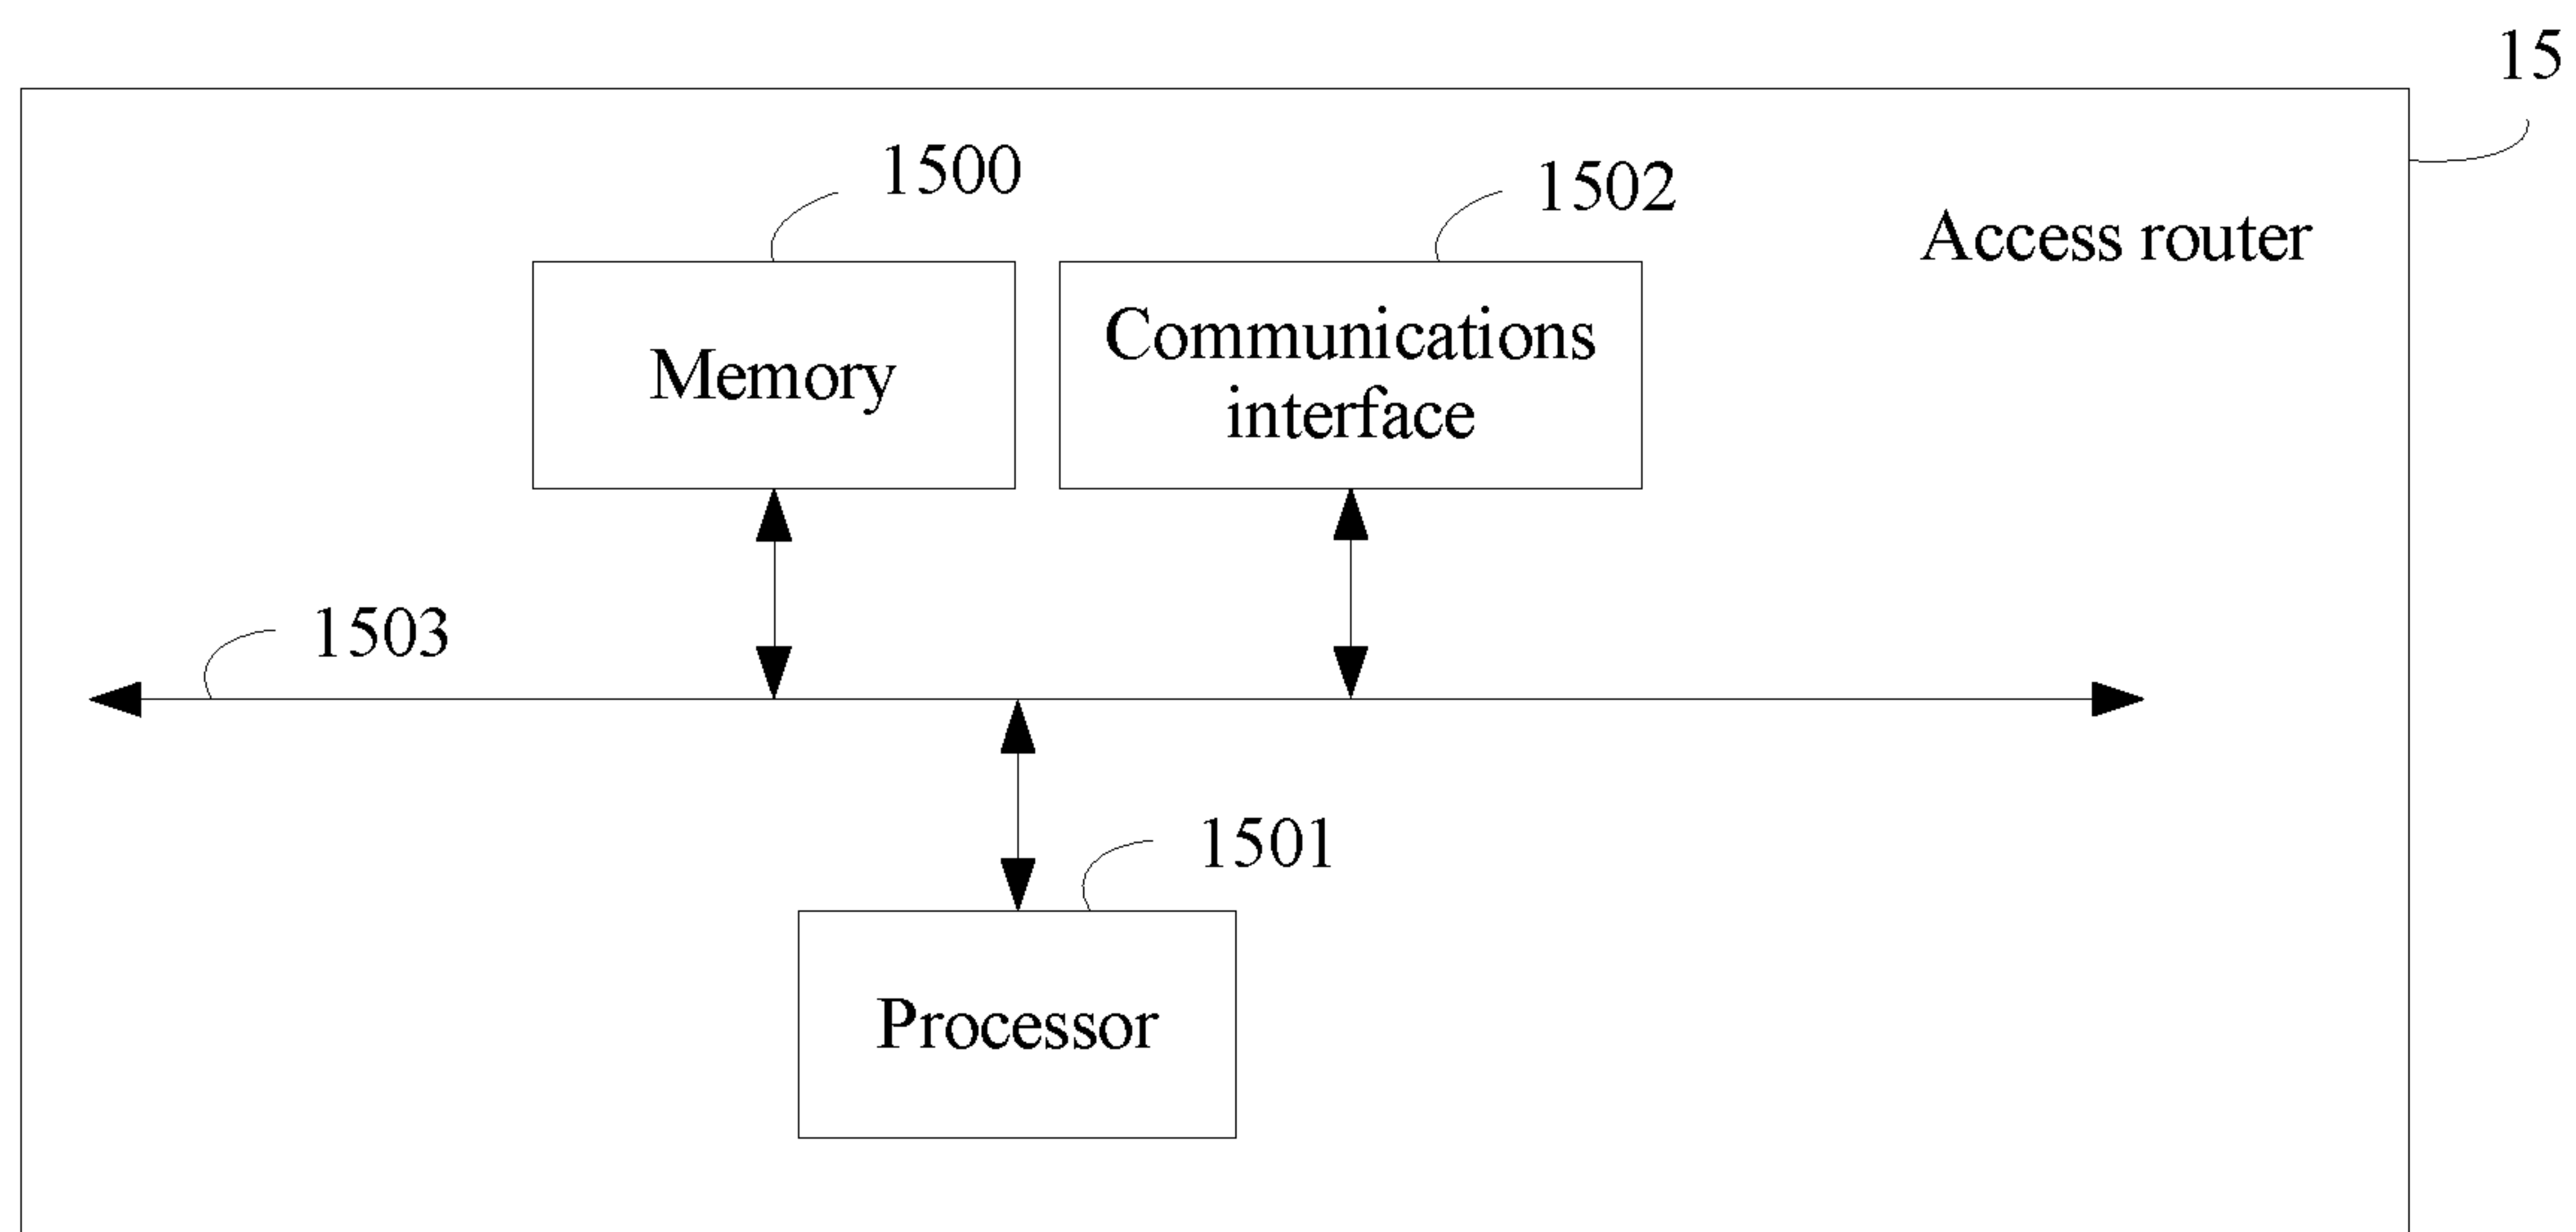 15
1500
1502
Access router
Memory
Communications
interface
1503
1501
Processor